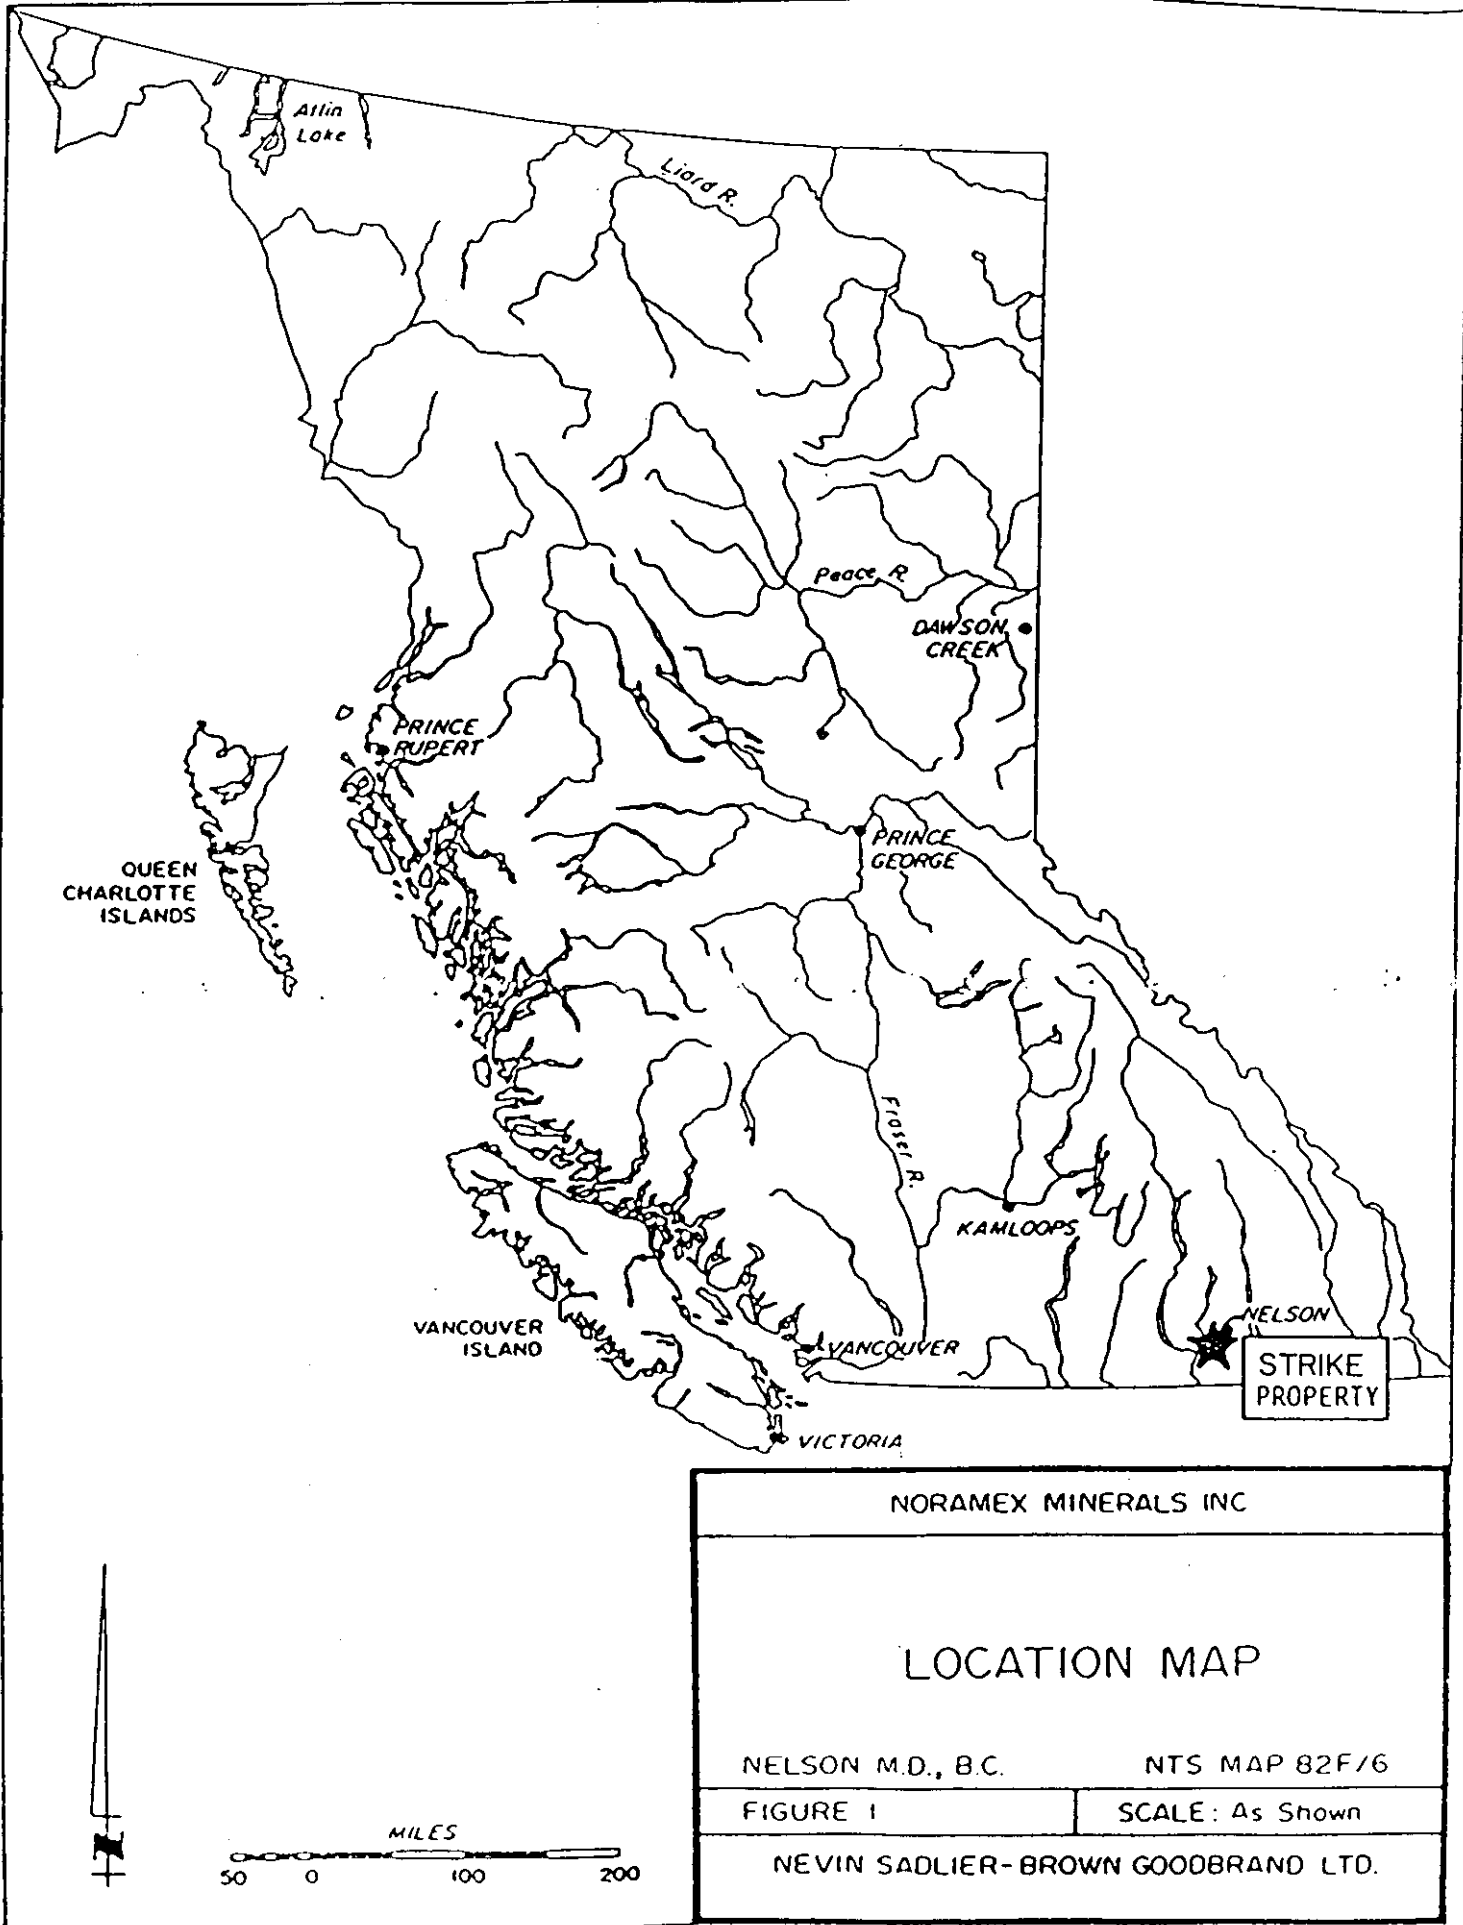 Atlin
Lake
Liard R.
Peace R.
DAWSON
CREEK
PRINCE
RUPERT
QUEEN
CHARLOTTE
ISLANDS
PRINCE
GEORGE
Fraser R.
KAMLOOPS
NELSON
VANCOUVER
ISLAND
VANCOUVER
STRIKE
PROPERTY
VICTORIA
NORAMEX MINERALS INC
LOCATION MAP
NELSON M.D., B.C. NTS MAP 82F/6
FIGURE 1 SCALE: As Shown
NEVIN SADLIER-BROWN GOODBRAND LTD.
MILES
50 0 100 200
N